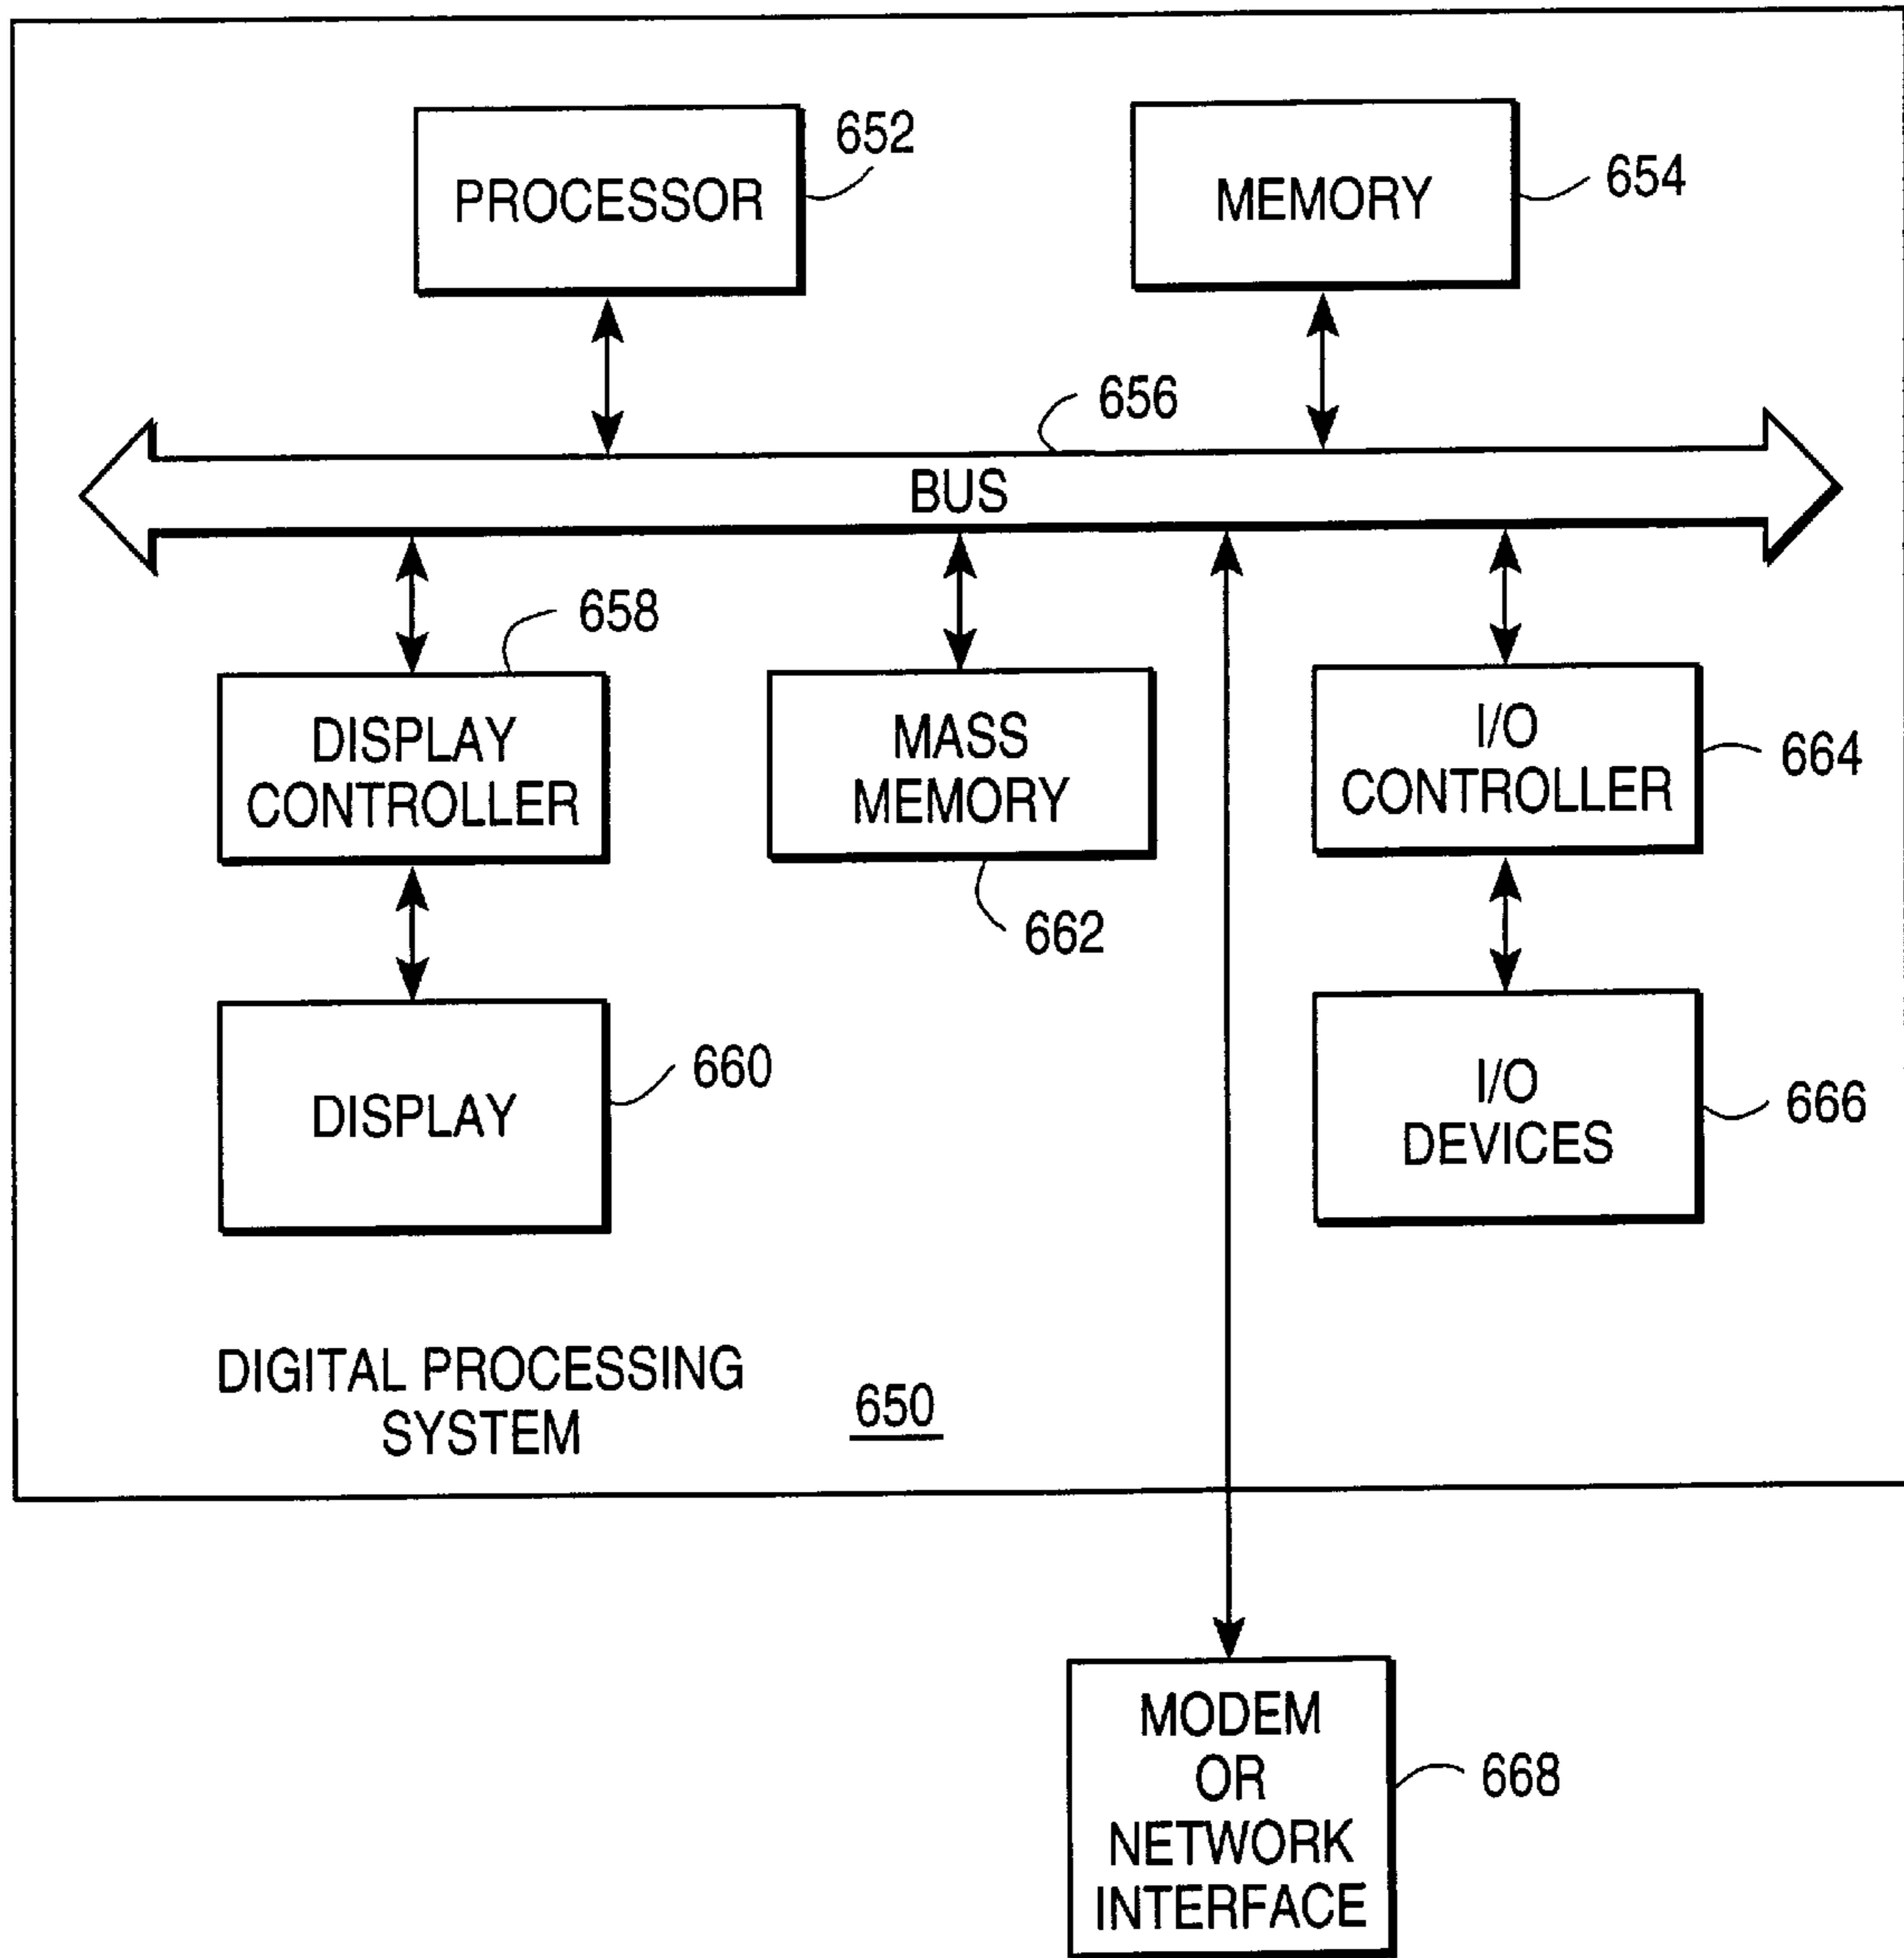 PROCESSOR
652
MEMORY
654
656
BUS
658
DISPLAY
CONTROLLER
MASS
MEMORY
662
I/O
CONTROLLER
664
DISPLAY
660
I/O
DEVICES
666
DIGITAL PROCESSING
SYSTEM
650
MODEM
OR
NETWORK
INTERFACE
668